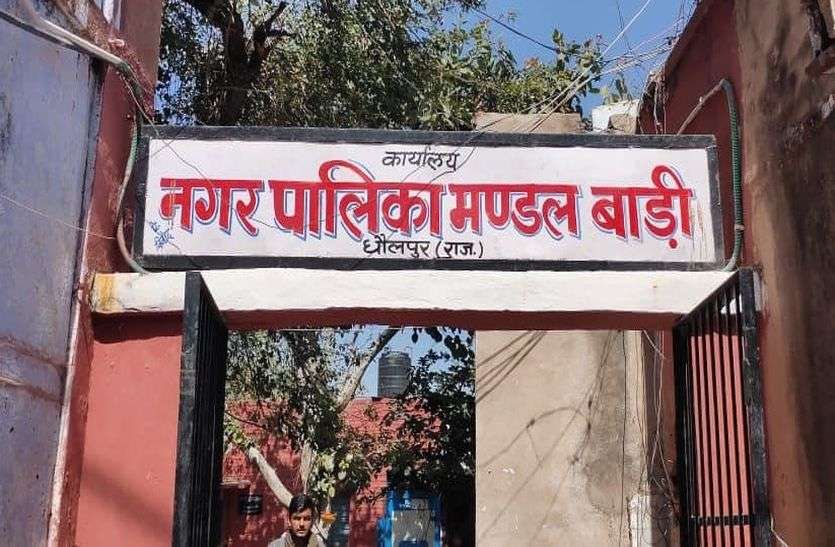 कार्यालय
नगर पालिका मण्डल बाड़ी
धौलपुर (राज.)